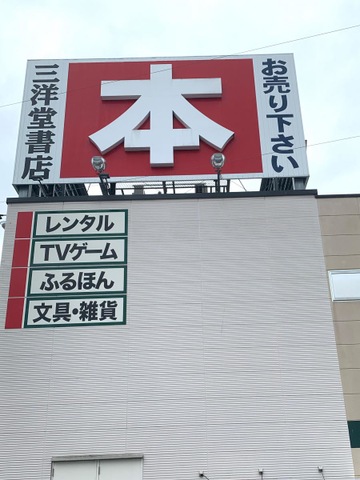 三洋堂書店
本
お売り下さい
レンタル
TVゲーム
ふるほん
文具・雑貨